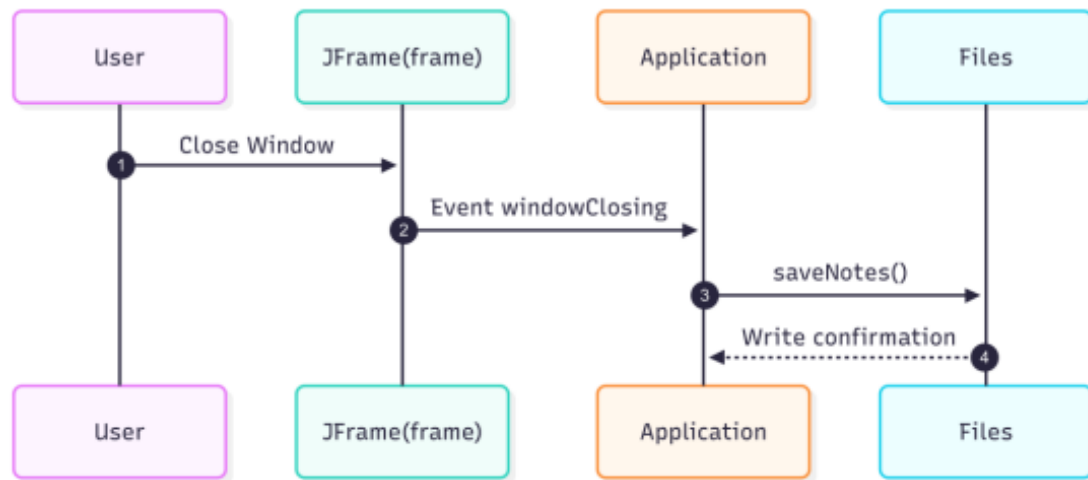 User
JFrame(frame)
Application
Files
Close Window
1
Event windowClosing
2
saveNotes()
3
Write confirmation
4
User
JFrame(frame)
Application
Files